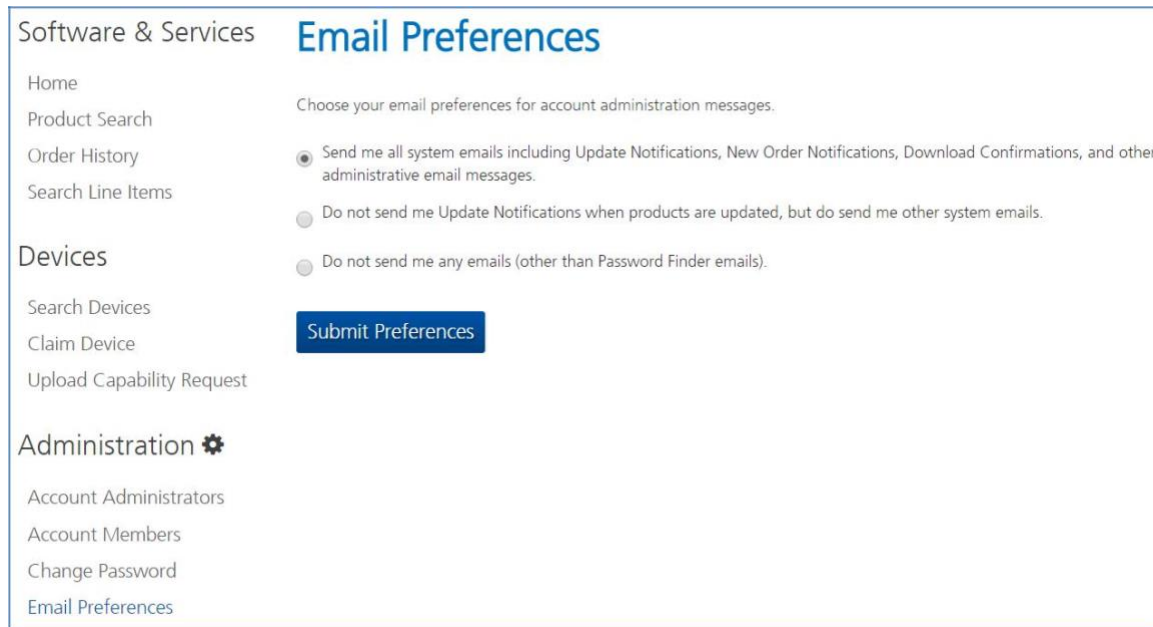 Software & Services
Home
Product Search
Order History
Search Line Items
Devices
Search Devices
Claim Device
Upload Capability Request
Administration
Account Administrators
Account Members
Change Password
Email Preferences
Email Preferences
Choose your email preferences for account administration messages.
Send me all system emails including Update Notifications, New Order Notifications, Download Confirmations, and other
administrative email messages.
Do not send me Update Notifications when products are updated, but do send me other system emails.
Do not send me any emails (other than Password Finder emails).
Submit Preferences